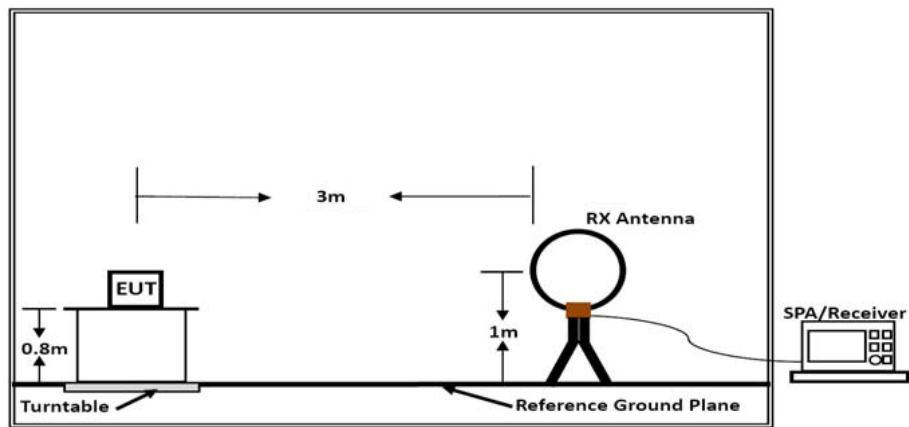 3m
RX Antenna
EUT
SPA/Receiver
0.8m
1m
Turntable
Reference Ground Plane